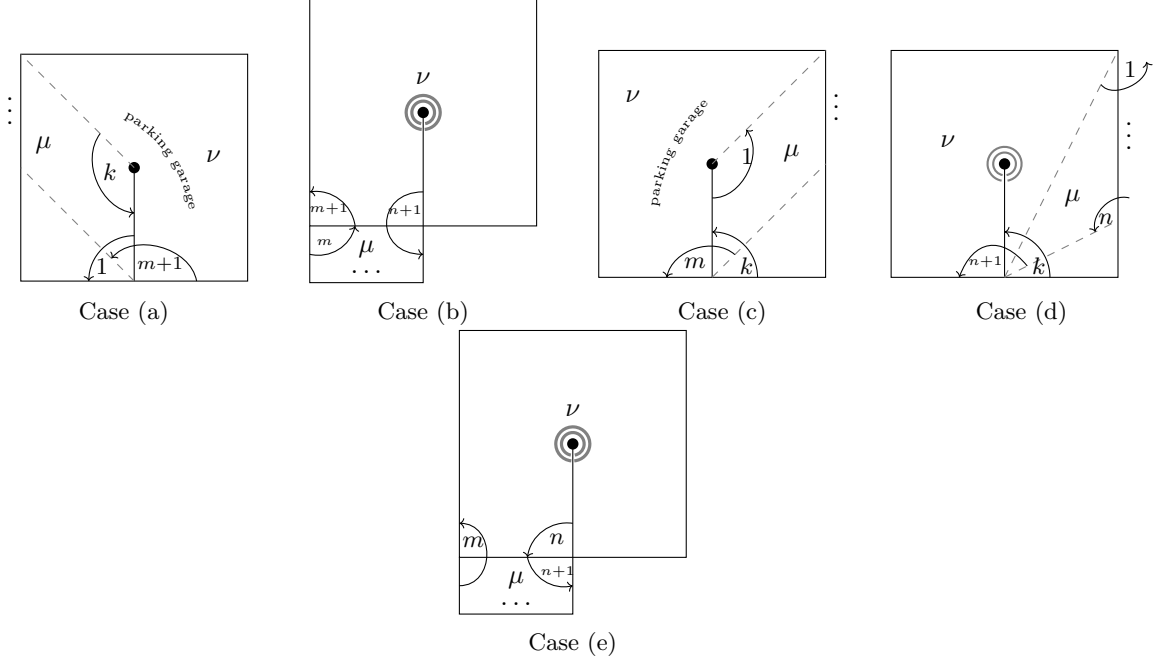 ⋮ μ k parking garage ν 1 m+1
Case (a)
ν m+1 n+1 m μ ⋯
Case (b)
ν parking garage 1 μ ⋮ m k
Case (c)
1 ⋮ ν μ n n+1 k
Case (d)
ν m n μ n+1 ⋯
Case (e)